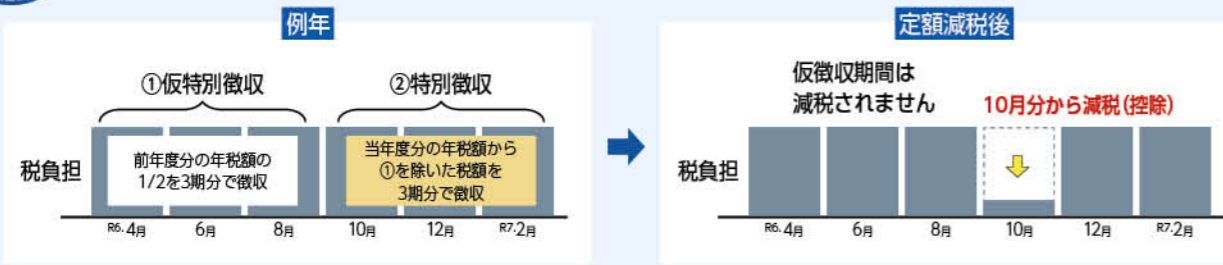 例年
①仮特別徴収
②特別徴収
税負担
前年度分の年税額の
1/2を3期分で徴収
当年度分の年税額から
①を除いた税額を
3期分で徴収
R6.4月 6月 8月 10月 12月 R7.2月
定額減税後
仮徴収期間は
減税されません
10月分から減税(控除)
税負担
R6.4月 6月 8月 10月 12月 R7.2月